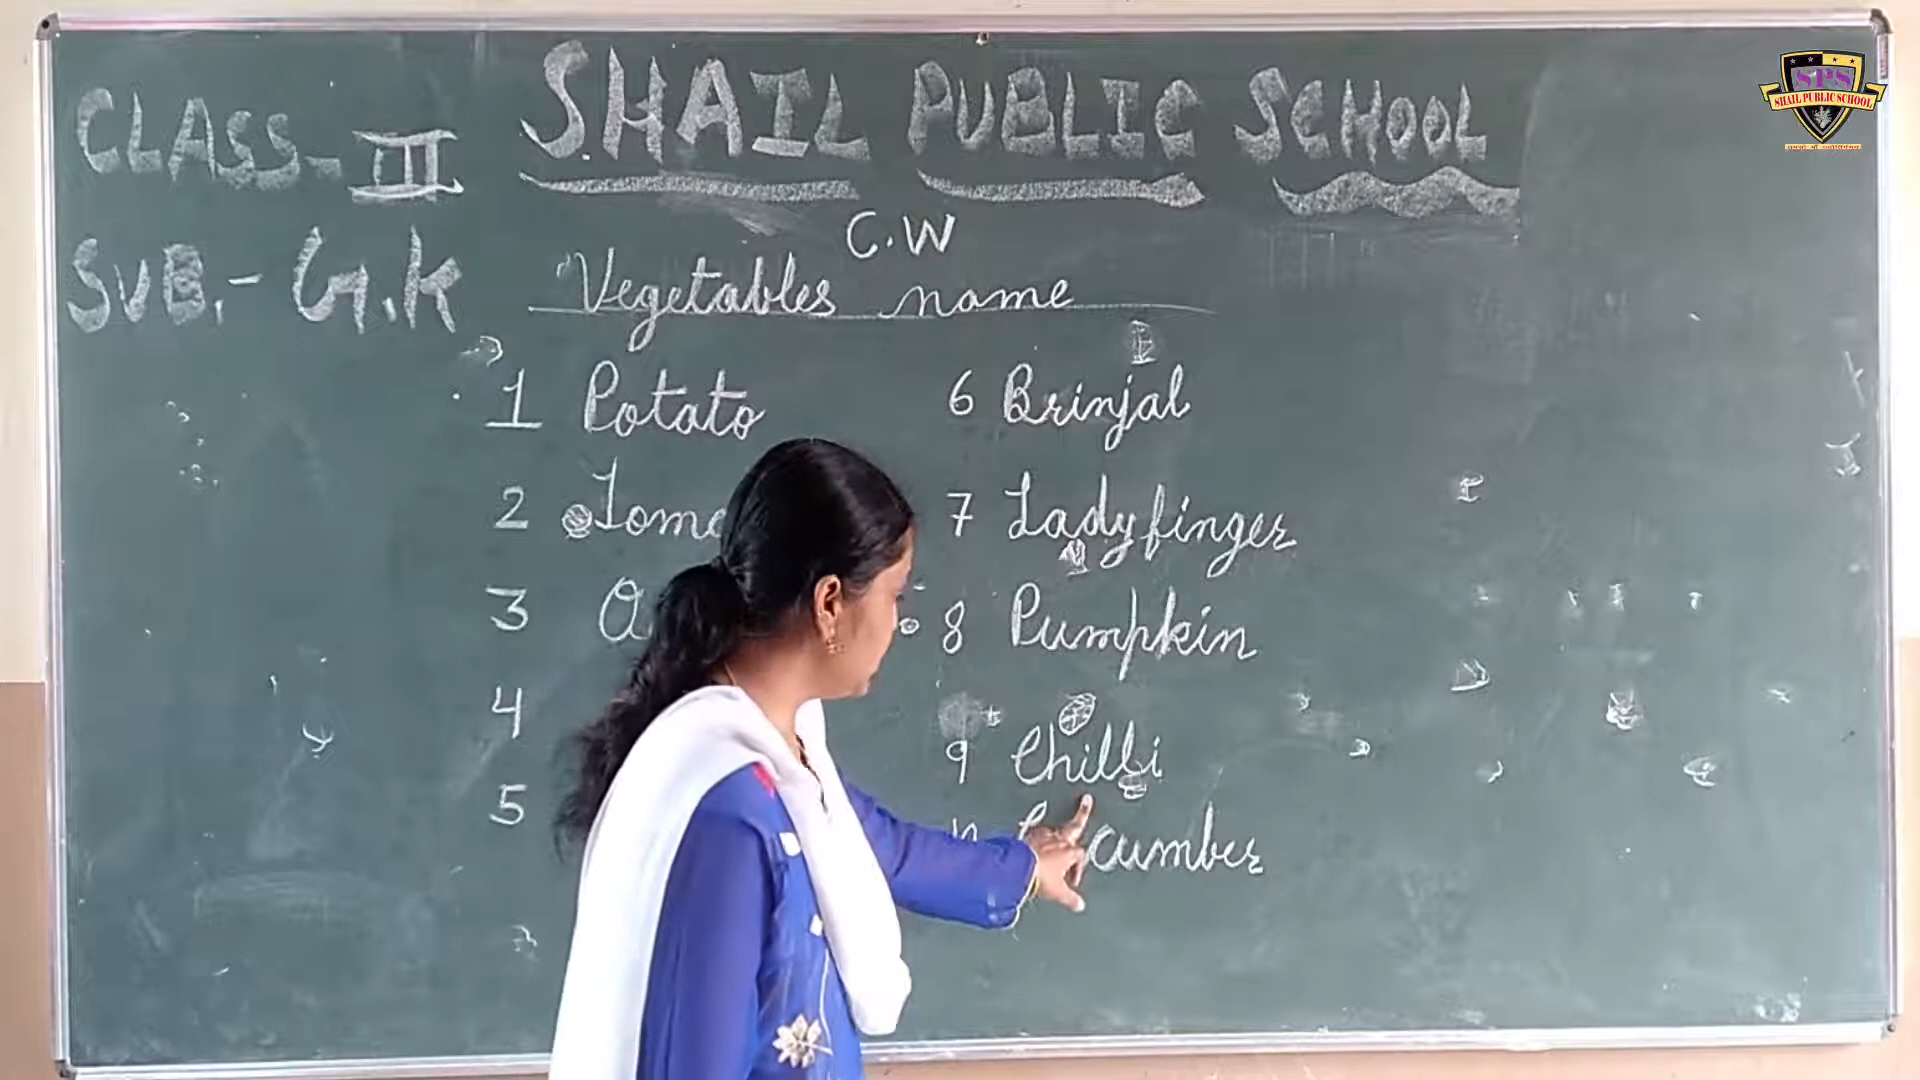 CLASS-III
SHAIL PUBLIC SCHOOL
SUB.- G.K
C.W
Vegetables name
1 Potato
2
3
4
5
6 Brinjal
7 Ladyfinger
8 Pumpkin
9 Chilli
SPS
SHAIL PUBLIC SCHOOL